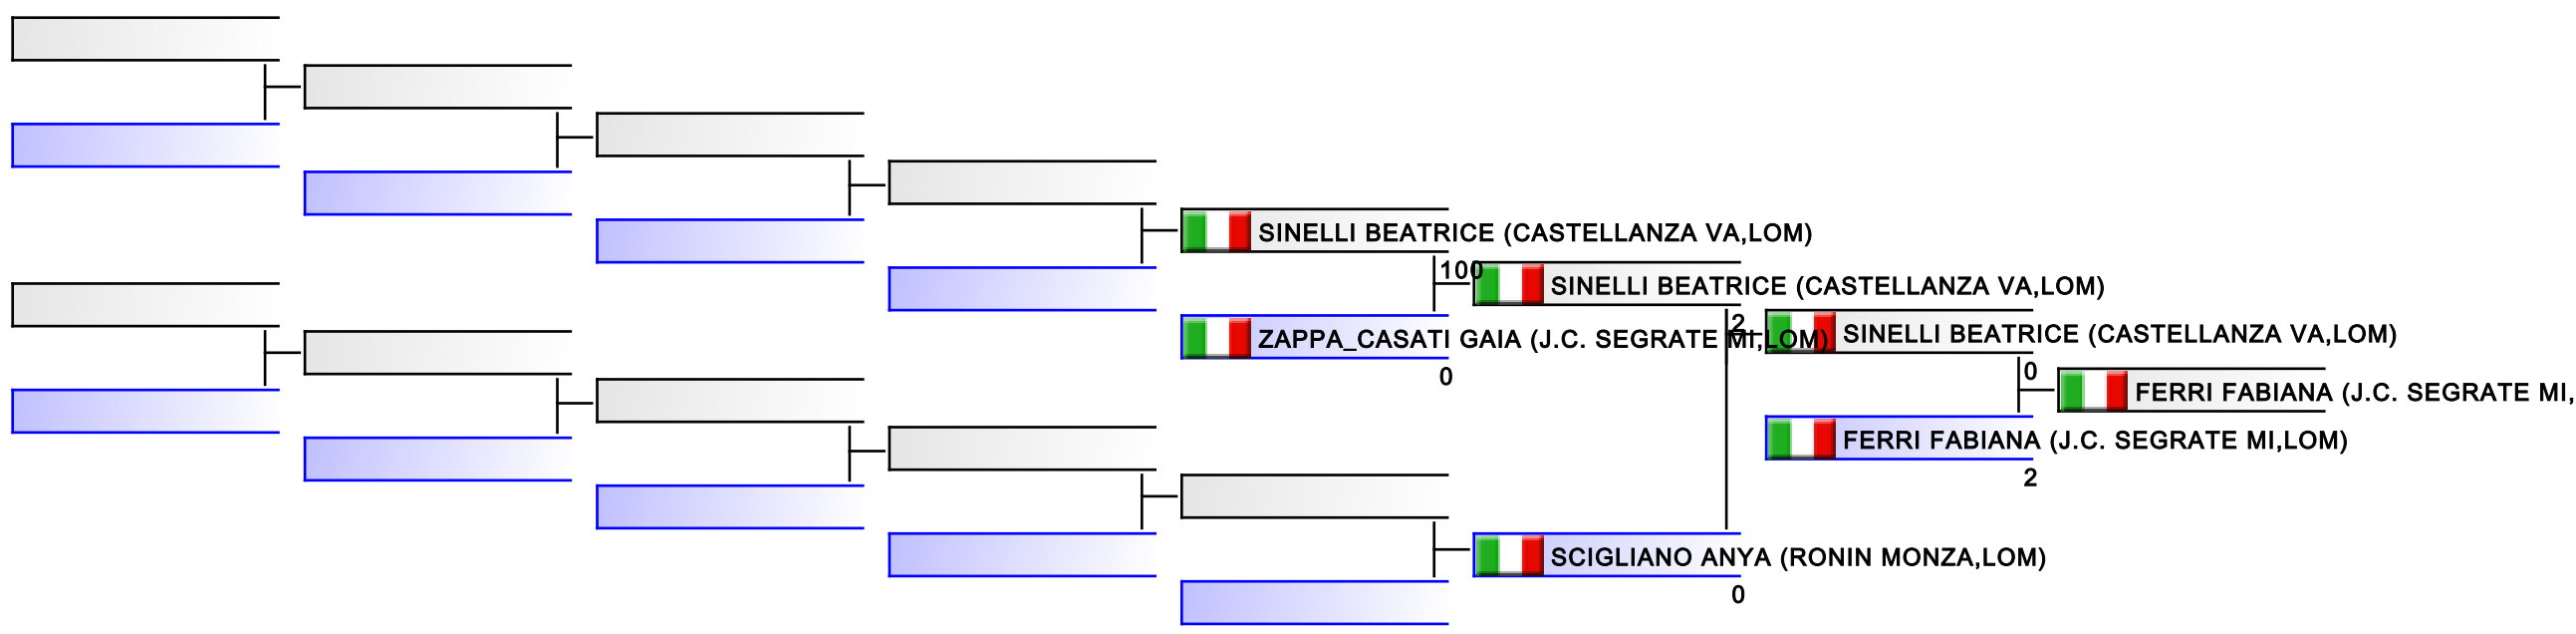 SINELLI BEATRICE (CASTELLANZA VA,LOM)
100
SINELLI BEATRICE (CASTELLANZA VA,LOM)
ZAPPA_CASATI GAIA (J.C. SEGRATE MI,LOM)
0
2
SINELLI BEATRICE (CASTELLANZA VA,LOM)
0
FERRI FABIANA (J.C. SEGRATE MI,
FERRI FABIANA (J.C. SEGRATE MI,LOM)
2
SCIGLIANO ANYA (RONIN MONZA,LOM)
0